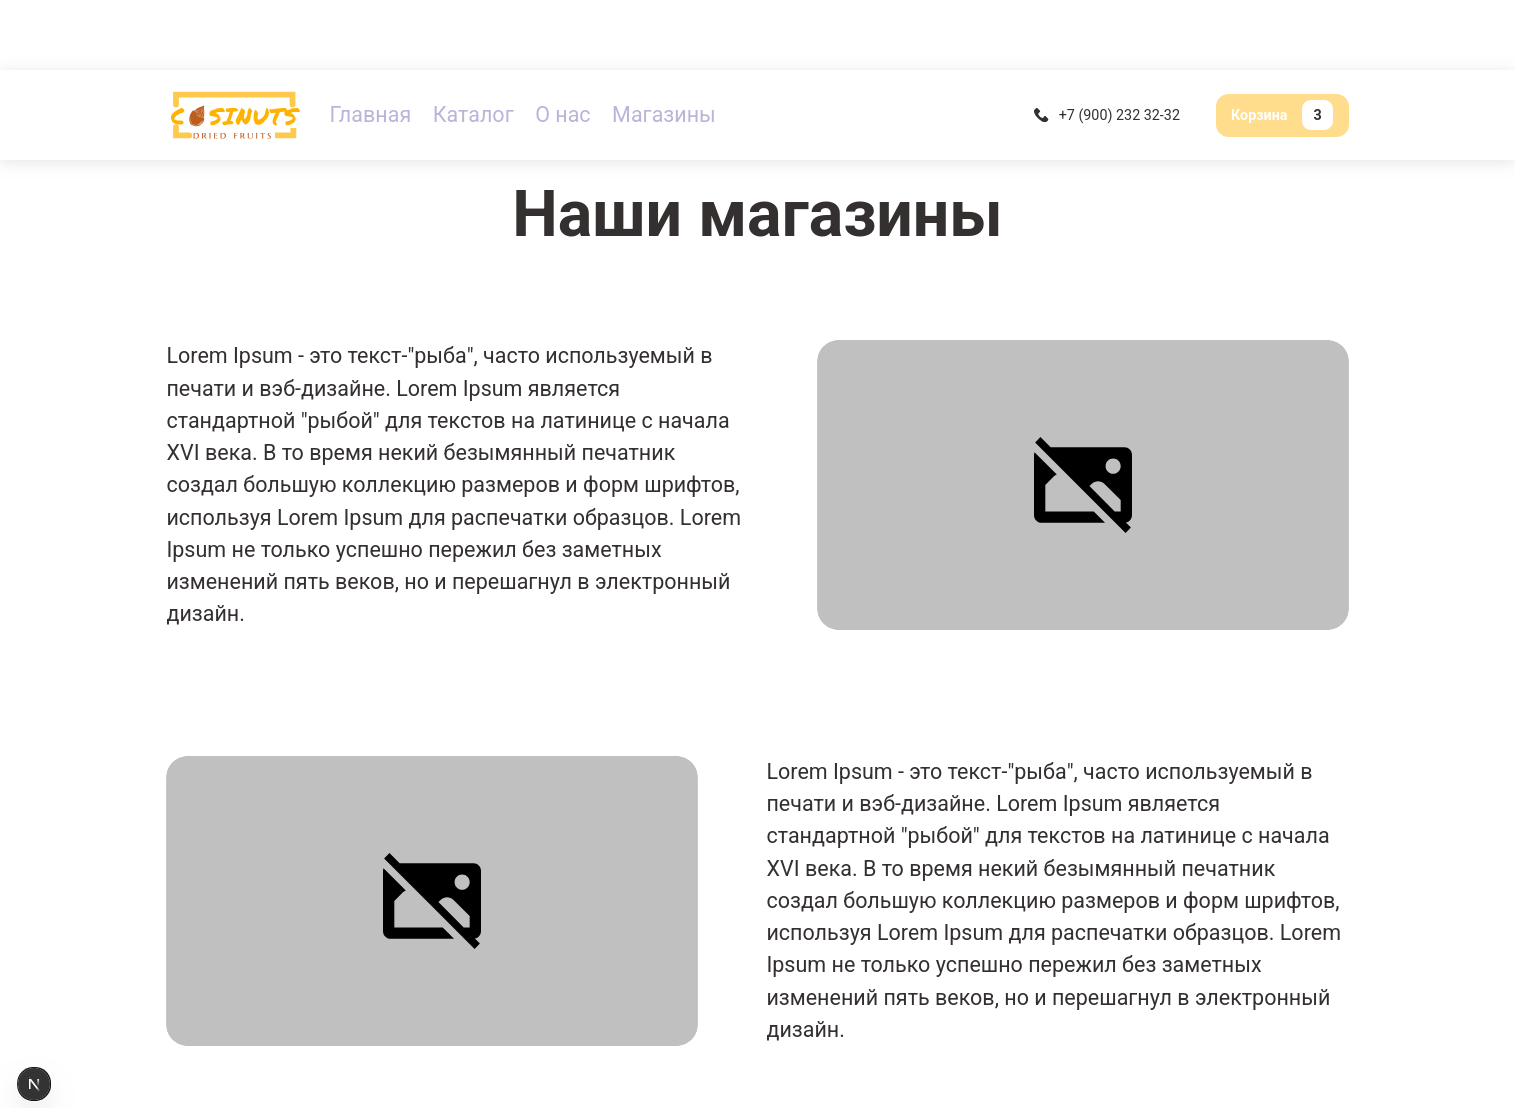 COSINUTS
DRIED FRUITS
Главная Каталог О нас Магазины
+7 (900) 232 32-32
Корзина 3
Наши магазины
Lorem Ipsum - это текст-"рыба", часто используемый в
печати и вэб-дизайне. Lorem Ipsum является
стандартной "рыбой" для текстов на латинице с начала
XVI века. В то время некий безымянный печатник
создал большую коллекцию размеров и форм шрифтов,
используя Lorem Ipsum для распечатки образцов. Lorem
Ipsum не только успешно пережил без заметных
изменений пять веков, но и перешагнул в электронный
дизайн.
Lorem Ipsum - это текст-"рыба", часто используемый в
печати и вэб-дизайне. Lorem Ipsum является
стандартной "рыбой" для текстов на латинице с начала
XVI века. В то время некий безымянный печатник
создал большую коллекцию размеров и форм шрифтов,
используя Lorem Ipsum для распечатки образцов. Lorem
Ipsum не только успешно пережил без заметных
изменений пять веков, но и перешагнул в электронный
дизайн.
N